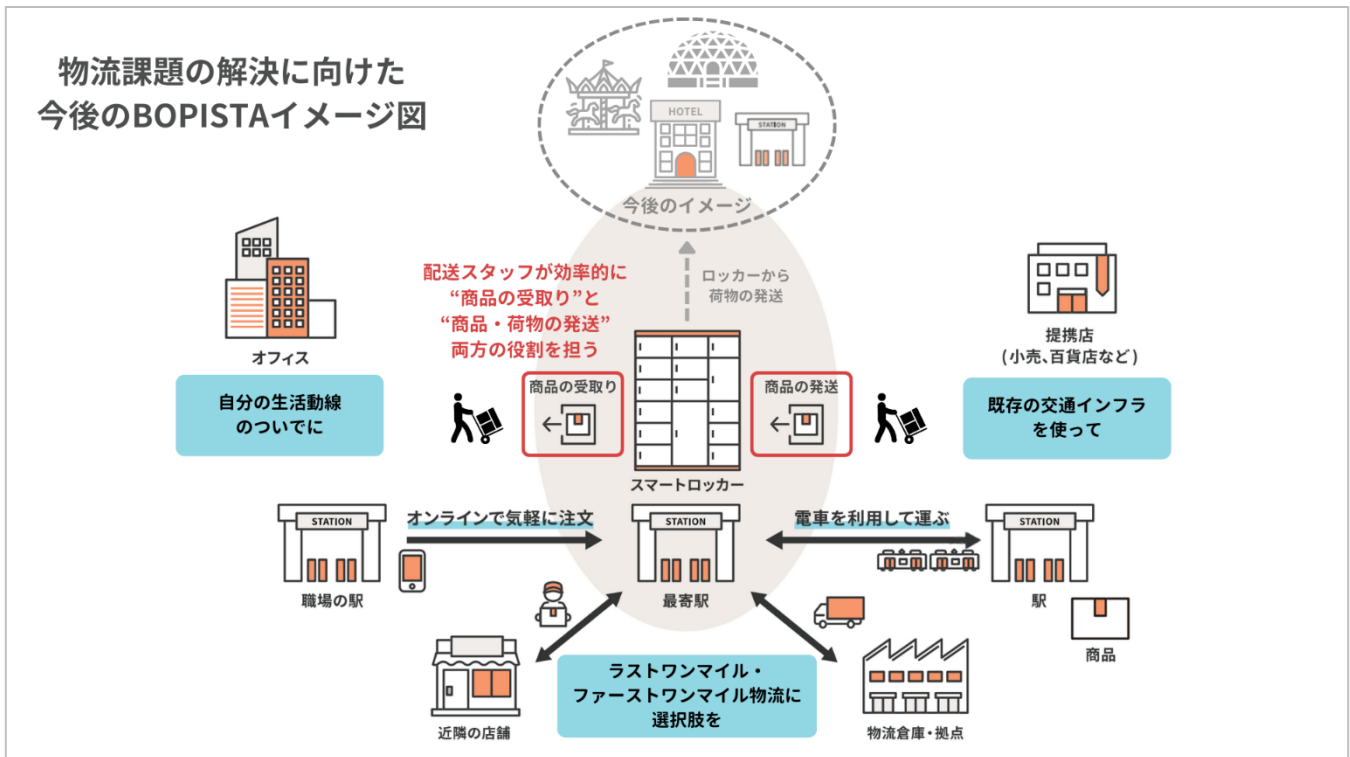 物流課題の解決に向けた
今後のBOPISTAイメージ図
HOTEL
STATION
今後のイメージ
ロッカーから
荷物の発送
配送スタッフが効率的に
“商品の受取り”と
“商品・荷物の発送”
両方の役割を担う
オフィス
自分の生活動線
のついでに
商品の受取り
商品の発送
スマートロッカー
提携店
(小売、百貨店など)
既存の交通インフラ
を使って
STATION
職場の駅
オンラインで気軽に注文
STATION
最寄駅
電車を利用して運ぶ
STATION
駅
商品
近隣の店舗
ラストワンマイル・
ファーストワンマイル物流に
選択肢を
物流倉庫・拠点